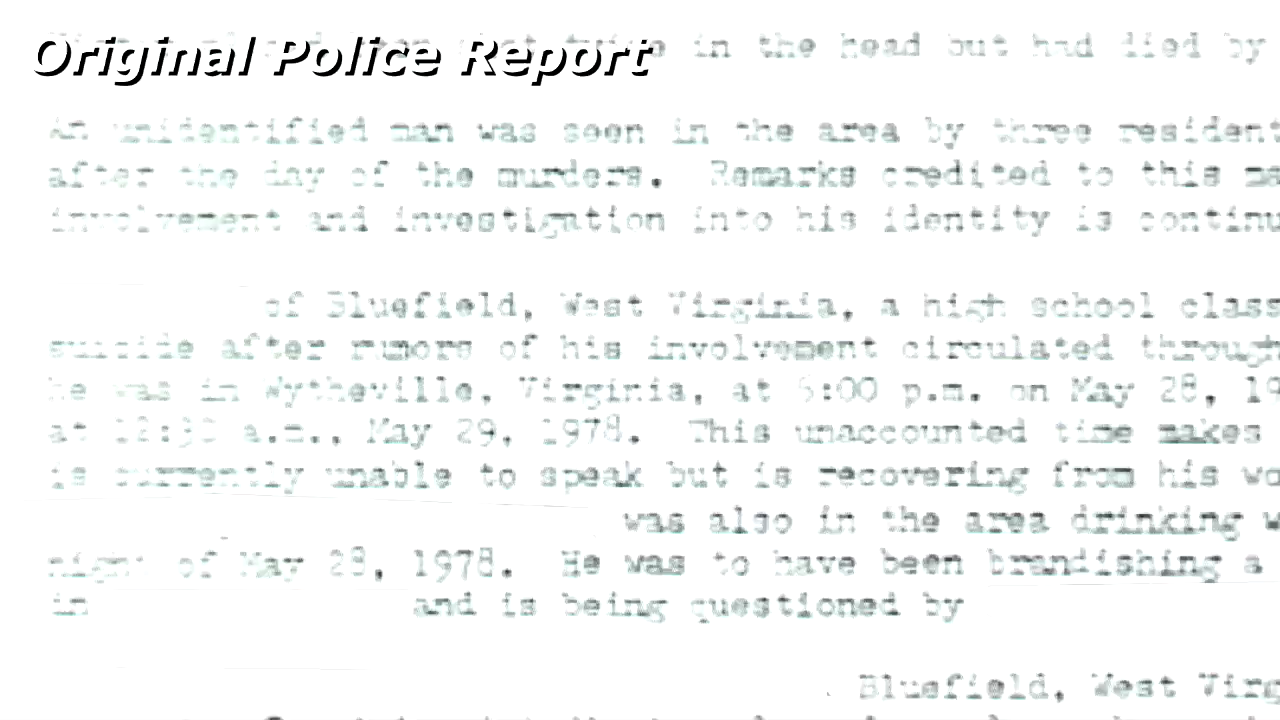 Original Police Report
in the head but had died by
An unidentified man was seen in the area by three resident
after the day of the murders. Remarks credited to this ma
involvement and investigation into his identity is continu
of Bluefield, West Virginia, a high school class
suicide after rumors of his involvement circulated through
he was in Wytheville, Virginia, at 5:00 p.m. on May 28, 19
at 12:30 a.m., May 29, 1978. This unaccounted time makes
is currently unable to speak but is recovering from his wo
was also in the area drinking w
night of May 28, 1978. He was to have been brandishing a
in and is being questioned by
Bluefield, West Virg